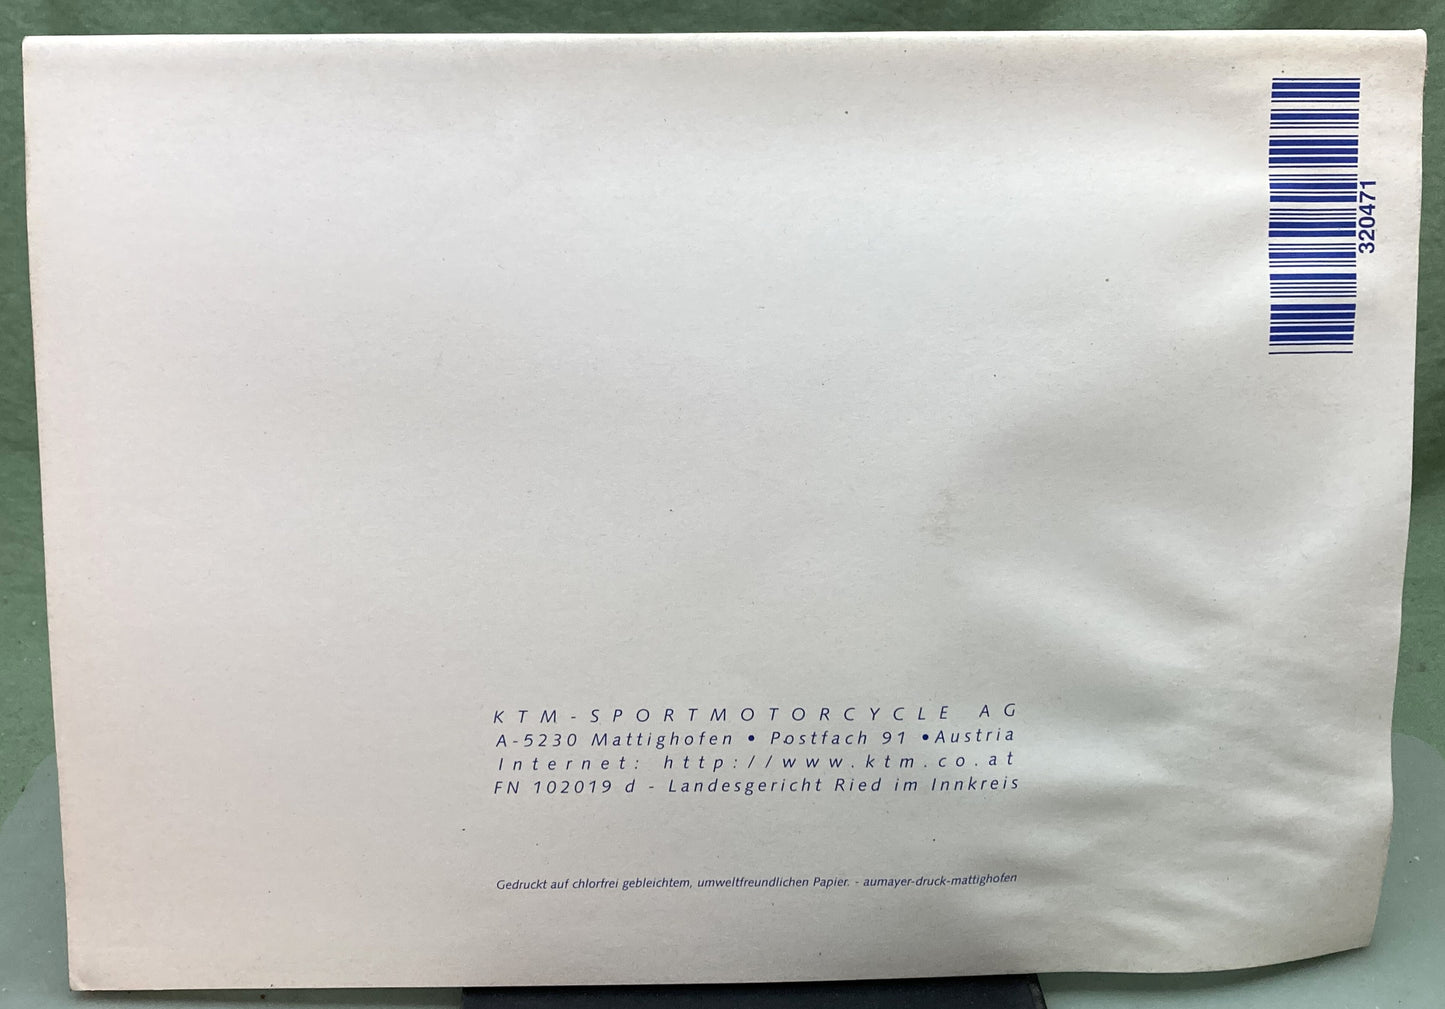 320471
KTM-SPORTMOTORCYCLE AG
A-5230 Mattighofen • Postfach 91 •Austria
Internet: http://www.ktm.co.at
FN 102019 d - Landesgericht Ried im Innkreis
Gedruckt auf chlorfrei gebleichtem, umweltfreundlichen Papier. - aumayer-druck-mattighofen